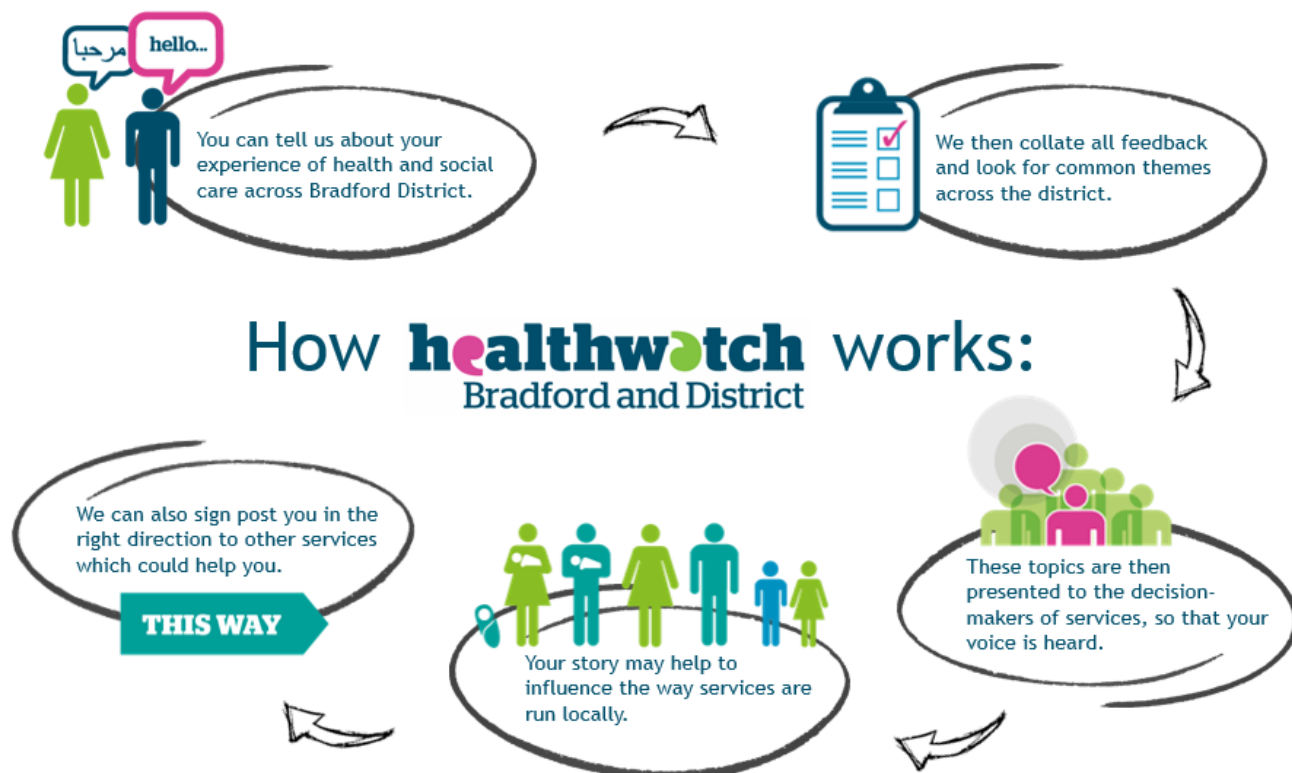 مرحبا
hello...
You can tell us about your
experience of health and social
care across Bradford District.
We then collate all feedback
and look for common themes
across the district.
How healthwatch works:
Bradford and District
These topics are then
presented to the decision-
makers of services, so that your
voice is heard.
Your story may help to
influence the way services are
run locally.
We can also sign post you in the
right direction to other services
which could help you.
THIS WAY